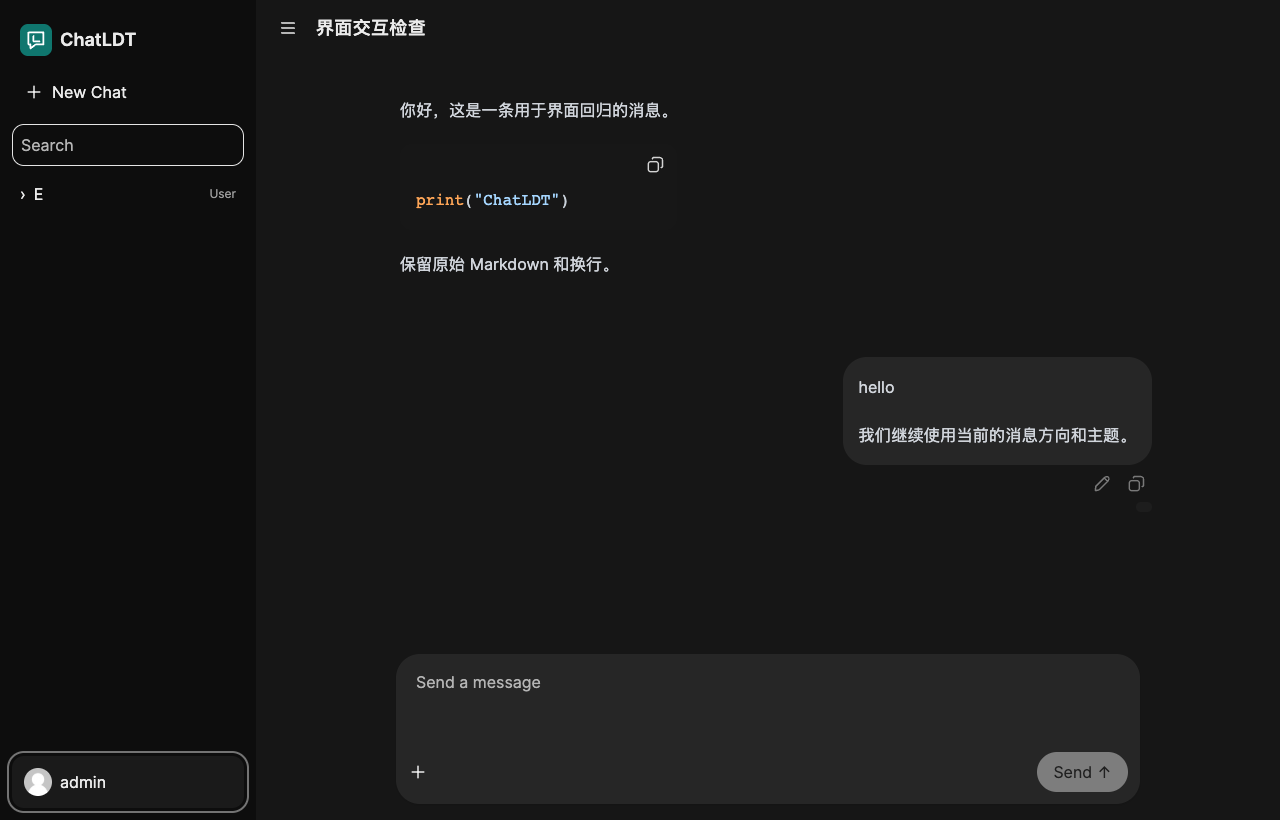 ChatLDT
New Chat
Search
E
User
admin
界面交互检查
你好，这是一条用于界面回归的消息。
print("ChatLDT")
保留原始 Markdown 和换行。
hello
我们继续使用当前的消息方向和主题。
Send a message
Send